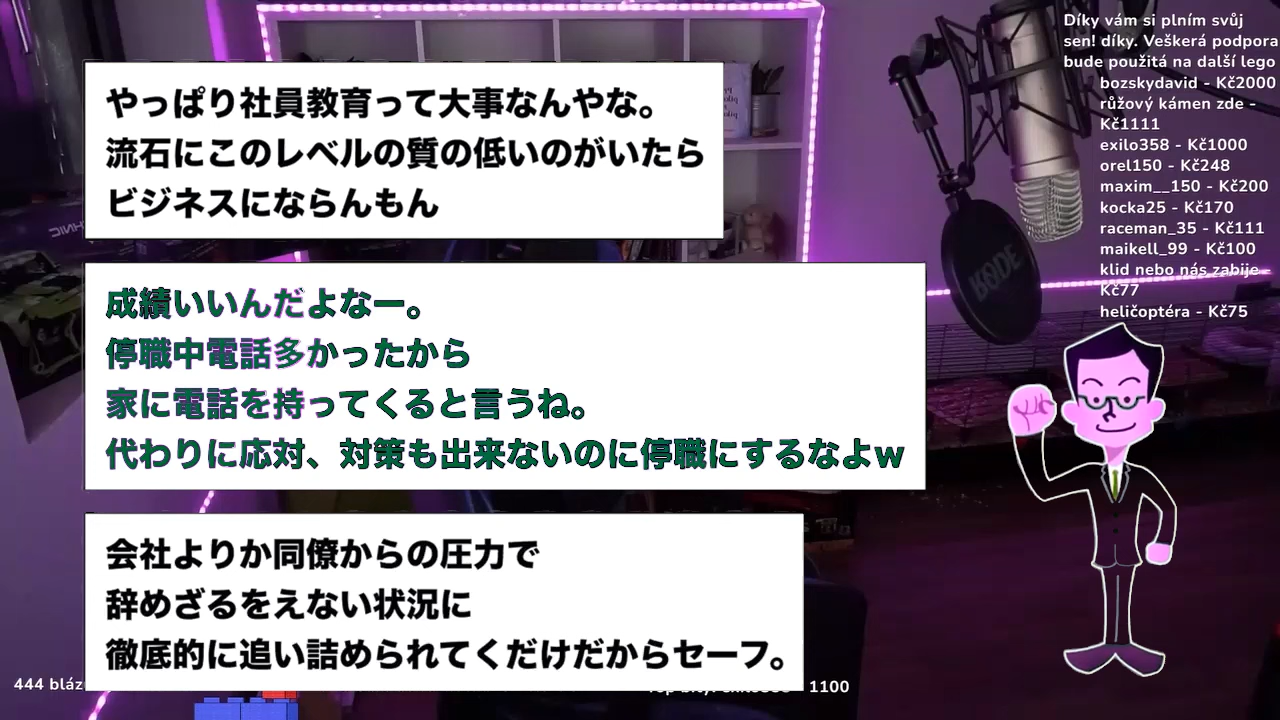 やっぱり社員教育って大事なんやな。
流石にこのレベルの質の低いのがいたら
ビジネスにならんもん
成績いいんだよなー。
停職中電話多かったから
家に電話を持ってくると言うね。
代わりに応対、対策も出来ないのに停職にするなよw
会社よりか同僚からの圧力で
辞めざるをえない状況に
徹底的に追い詰められてくだけだからセーフ。
Díky vám si plním svůj
sen! díky. Veškerá podpora
bude použitá na další lego
bozskydavid - Kč2000
růžový kámen zde -
Kč1111
exilo358 - Kč1000
orel150 - Kč248
maxim__150 - Kč200
kocka25 - Kč170
raceman_35 - Kč111
maikell_99 - Kč100
klid nebo nás zabije -
Kč77
heličoptéra - Kč75
RODE
444
1100